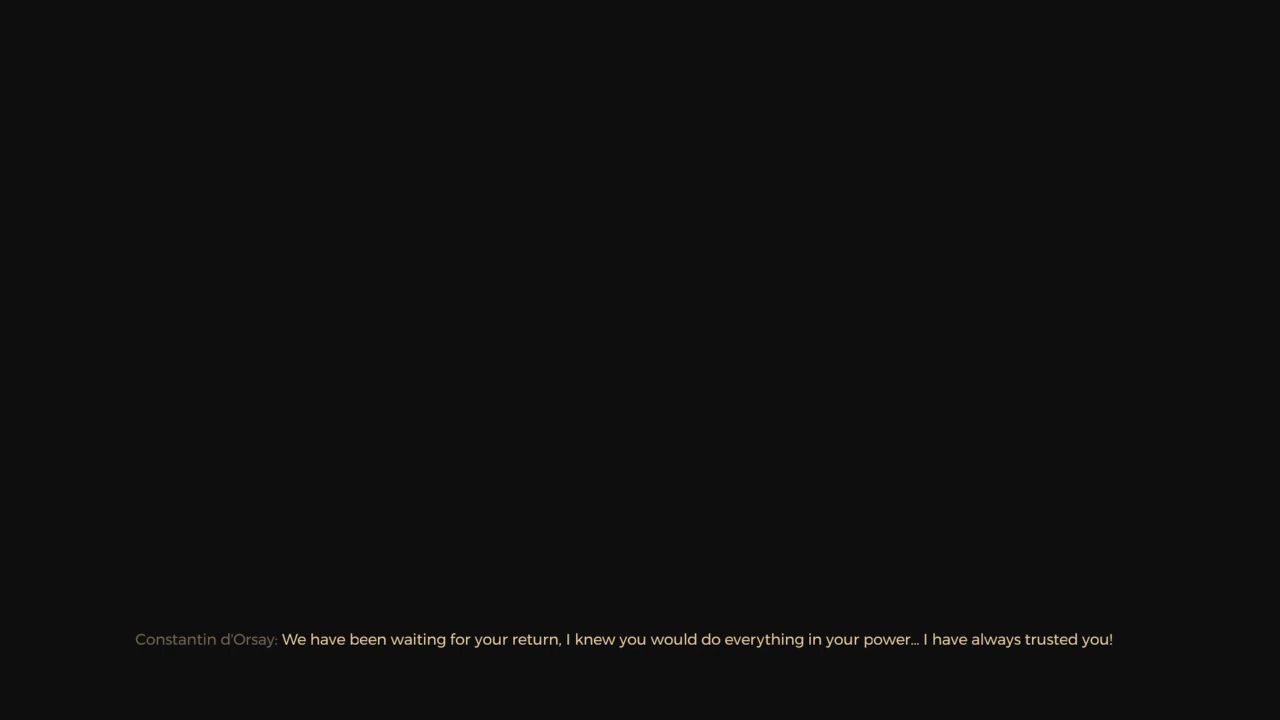 Constantin d'Orsay: We have been waiting for your return, I knew you would do everything in your power... I have always trusted you!